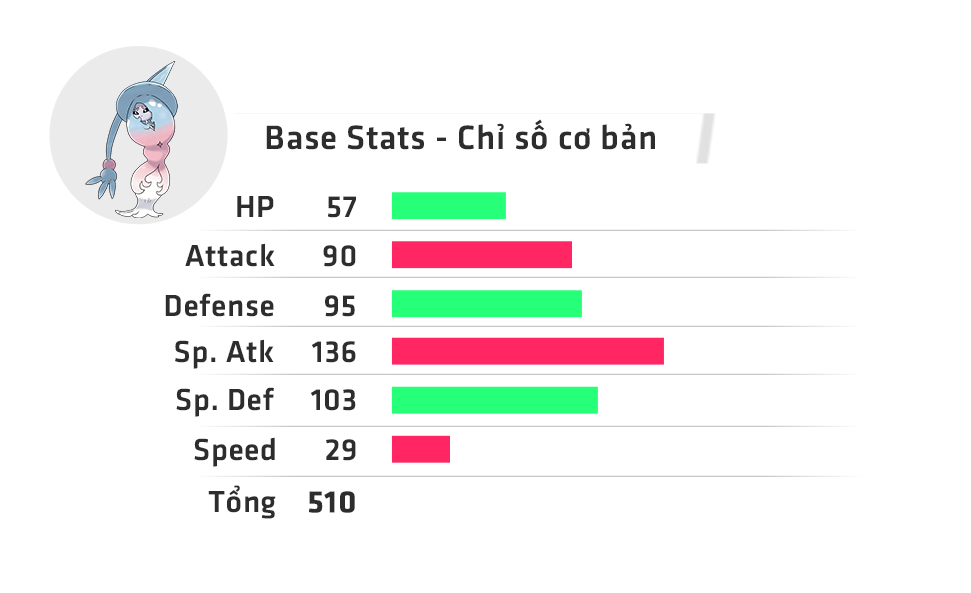 Base Stats - Chỉ số cơ bản
HP 57
Attack 90
Defense 95
Sp. Atk 136
Sp. Def 103
Speed 29
Tổng 510